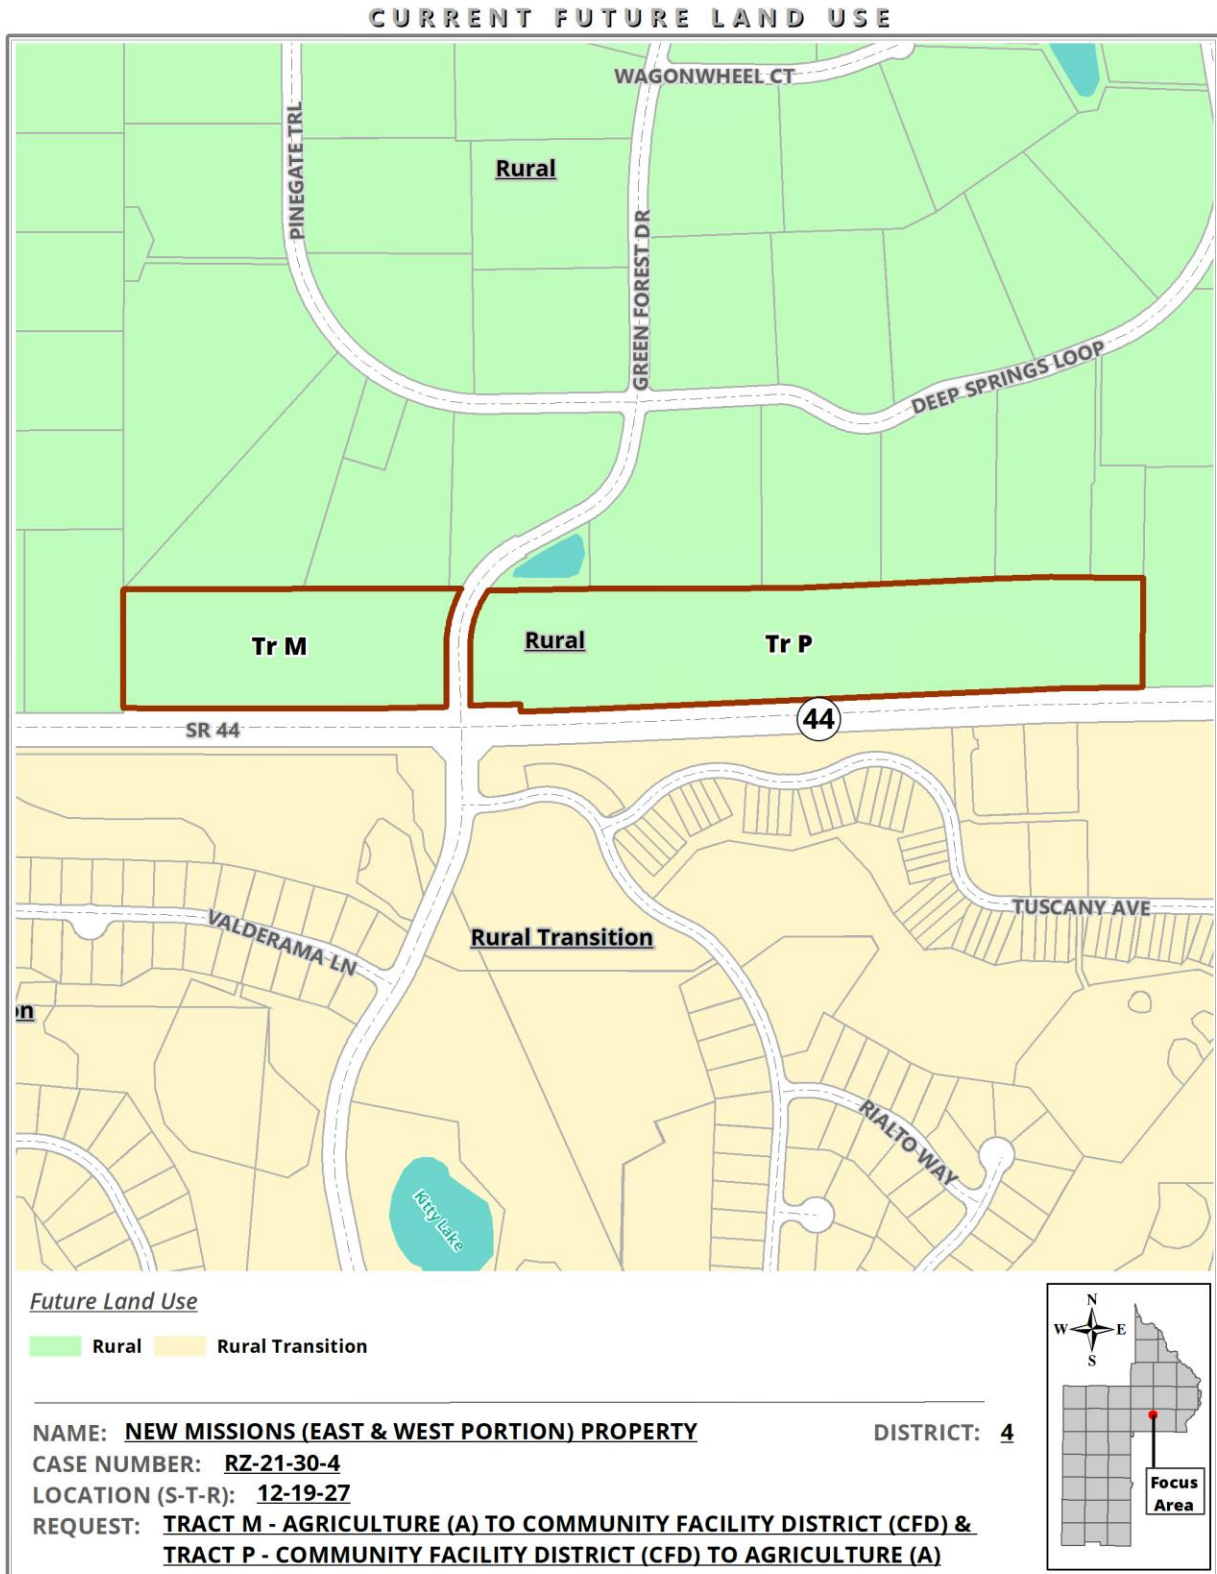 CURRENT FUTURE LAND USE
WAGONWHEEL CT
PINEGATE TRL
Rural
GREEN FOREST DR
DEEP SPRINGS LOOP
Tr M
Rural
Tr P
SR 44
44
TUSCANY AVE
VALDERAMA LN
Rural Transition
on
RIALTO WAY
Kitty Lake
Future Land Use
Rural
Rural Transition
N
W E
S
Focus
Area
NAME: NEW MISSIONS (EAST & WEST PORTION) PROPERTY DISTRICT: 4
CASE NUMBER: RZ-21-30-4
LOCATION (S-T-R): 12-19-27
REQUEST: TRACT M - AGRICULTURE (A) TO COMMUNITY FACILITY DISTRICT (CFD) &
TRACT P - COMMUNITY FACILITY DISTRICT (CFD) TO AGRICULTURE (A)